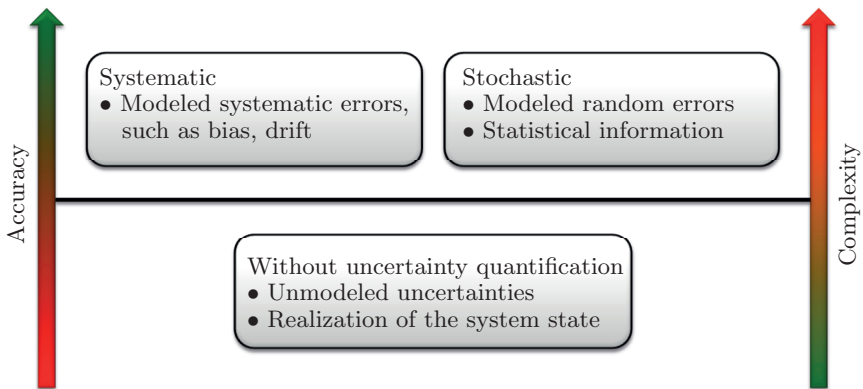 Accuracy
Systematic
• Modeled systematic errors,
such as bias, drift
Stochastic
• Modeled random errors
• Statistical information
Without uncertainty quantification
• Unmodeled uncertainties
• Realization of the system state
Complexity